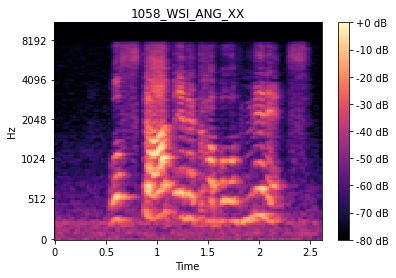 1058_WSI_ANG_XX
+0 dB
8192
-10 dB
4096
-20 dB
-30 dB
2048
Hz
-40 dB
1024
-50 dB
512
-60 dB
-70 dB
0
-80 dB
0 0.5 1 1.5 2 2.5
Time